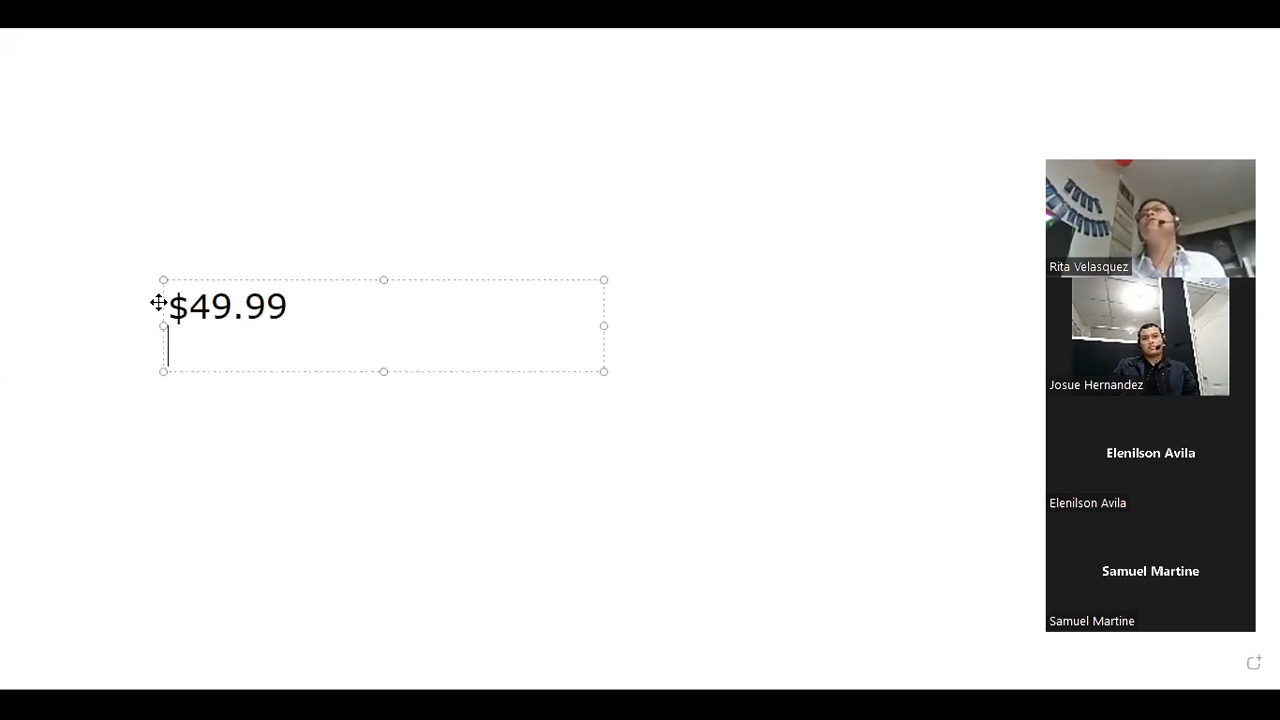 $49.99
Rita Velasquez
Josue Hernandez
Elenilson Avila
Elenilson Avila
Samuel Martine
Samuel Martine